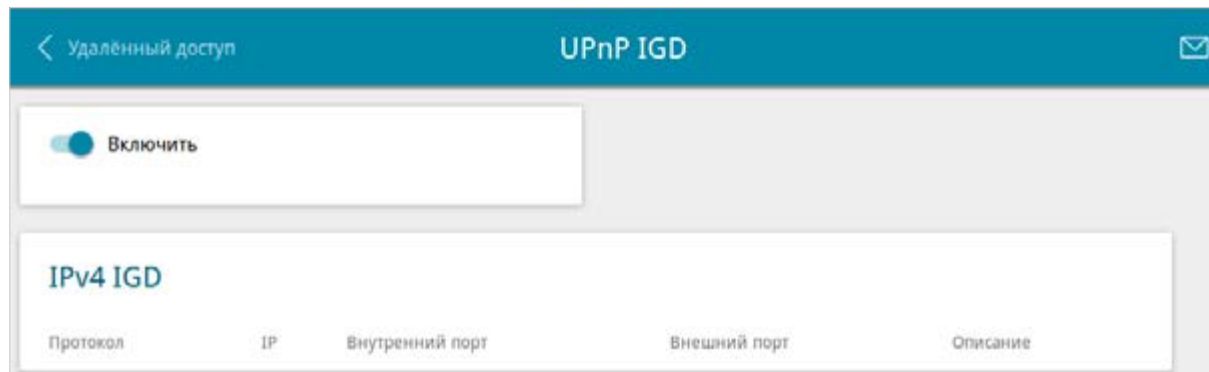 Удалённый доступ
UPnP IGD
Включить
IPv4 IGD
Протокол IP Внутренний порт Внешний порт Описание